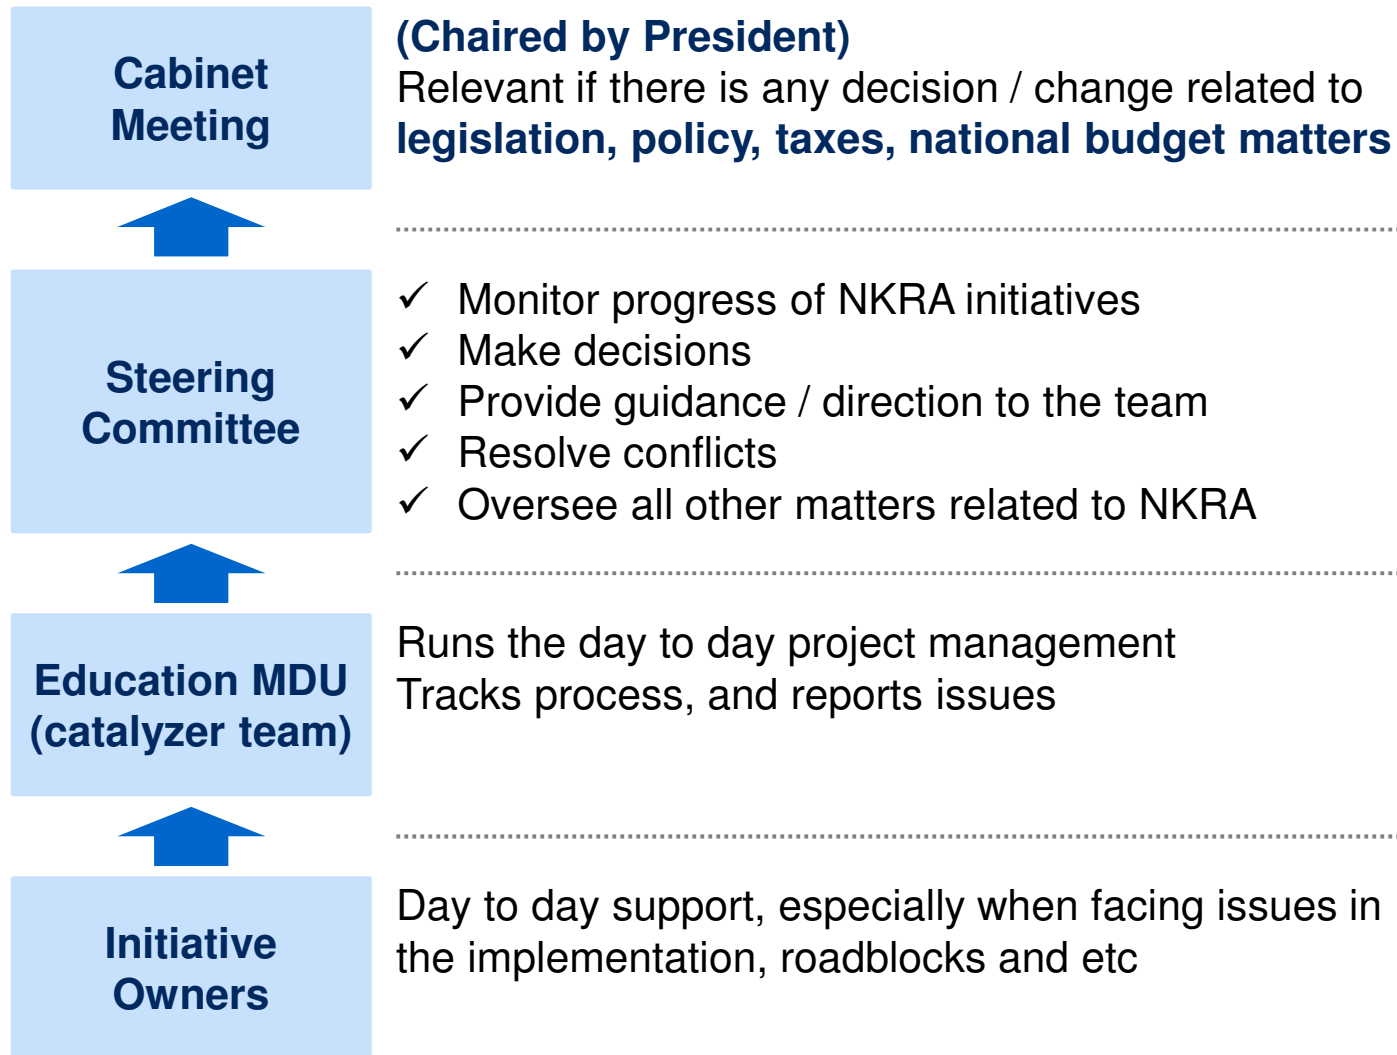 Cabinet
Meeting
(Chaired by President)
Relevant if there is any decision / change related to
legislation, policy, taxes, national budget matters
Steering
Committee
✓ Monitor progress of NKRA initiatives
✓ Make decisions
✓ Provide guidance / direction to the team
✓ Resolve conflicts
✓ Oversee all other matters related to NKRA
Education MDU
(catalyzer team)
Runs the day to day project management
Tracks process, and reports issues
Initiative
Owners
Day to day support, especially when facing issues in
the implementation, roadblocks and etc